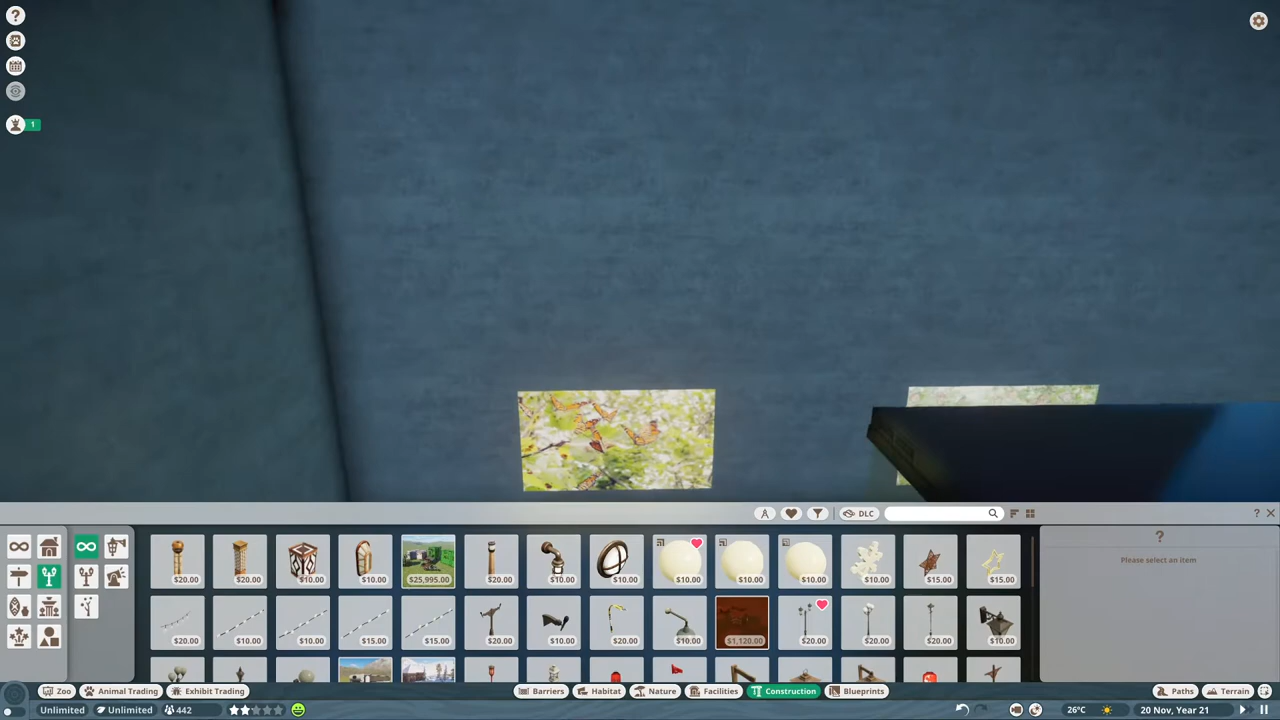 ?
1
DLC
? ×
$20.00 $20.00 $10.00 $10.00 $25,995.00 $20.00 $10.00 $10.00 $10.00 $10.00 $10.00 $10.00 $15.00 $15.00
?
Please select an item
$20.00 $10.00 $10.00 $15.00 $15.00 $20.00 $10.00 $20.00 $10.00 $1,120.00 $20.00 $20.00 $20.00 $10.00
Zoo Animal Trading Exhibit Trading Barriers Habitat Nature Facilities Construction Blueprints Paths Terrain
Unlimited Unlimited 442 26°C 20 Nov, Year 21